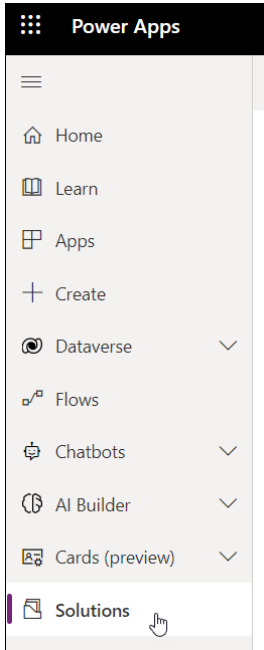 Power Apps
Home
Learn
Apps
Create
Dataverse
Flows
Chatbots
AI Builder
Cards (preview)
Solutions